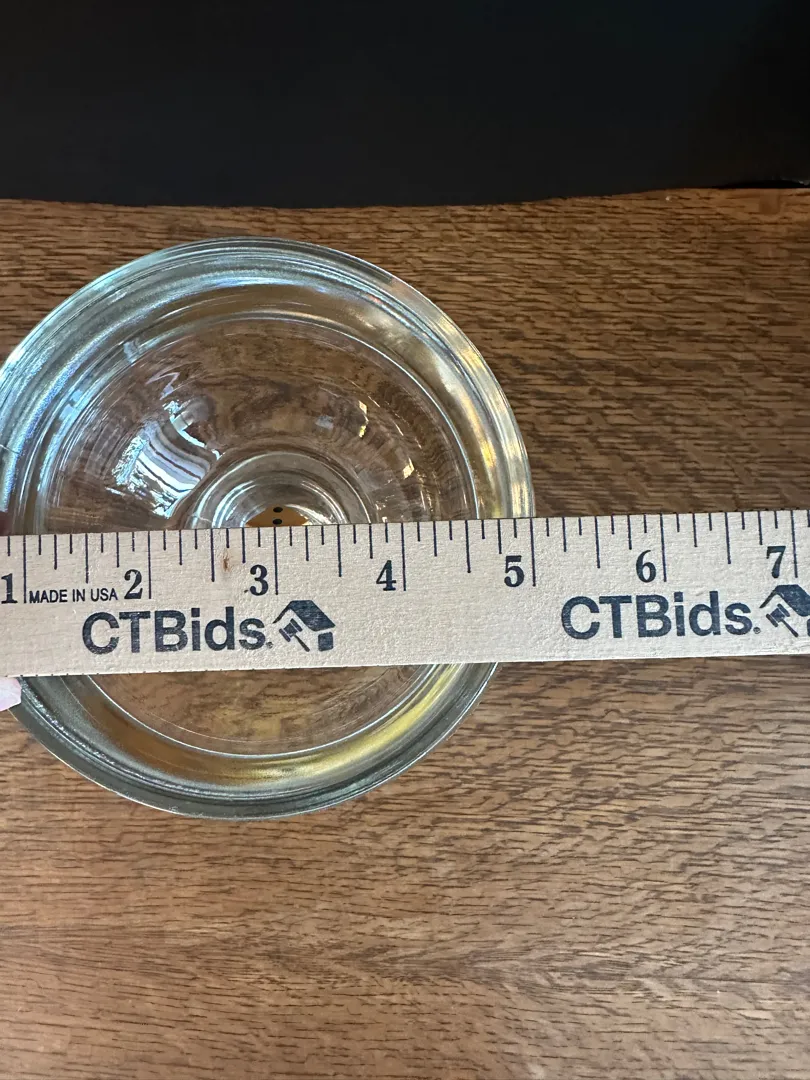 1 MADE IN USA 2 3 4 5 6 7
CTBids. CTBids.